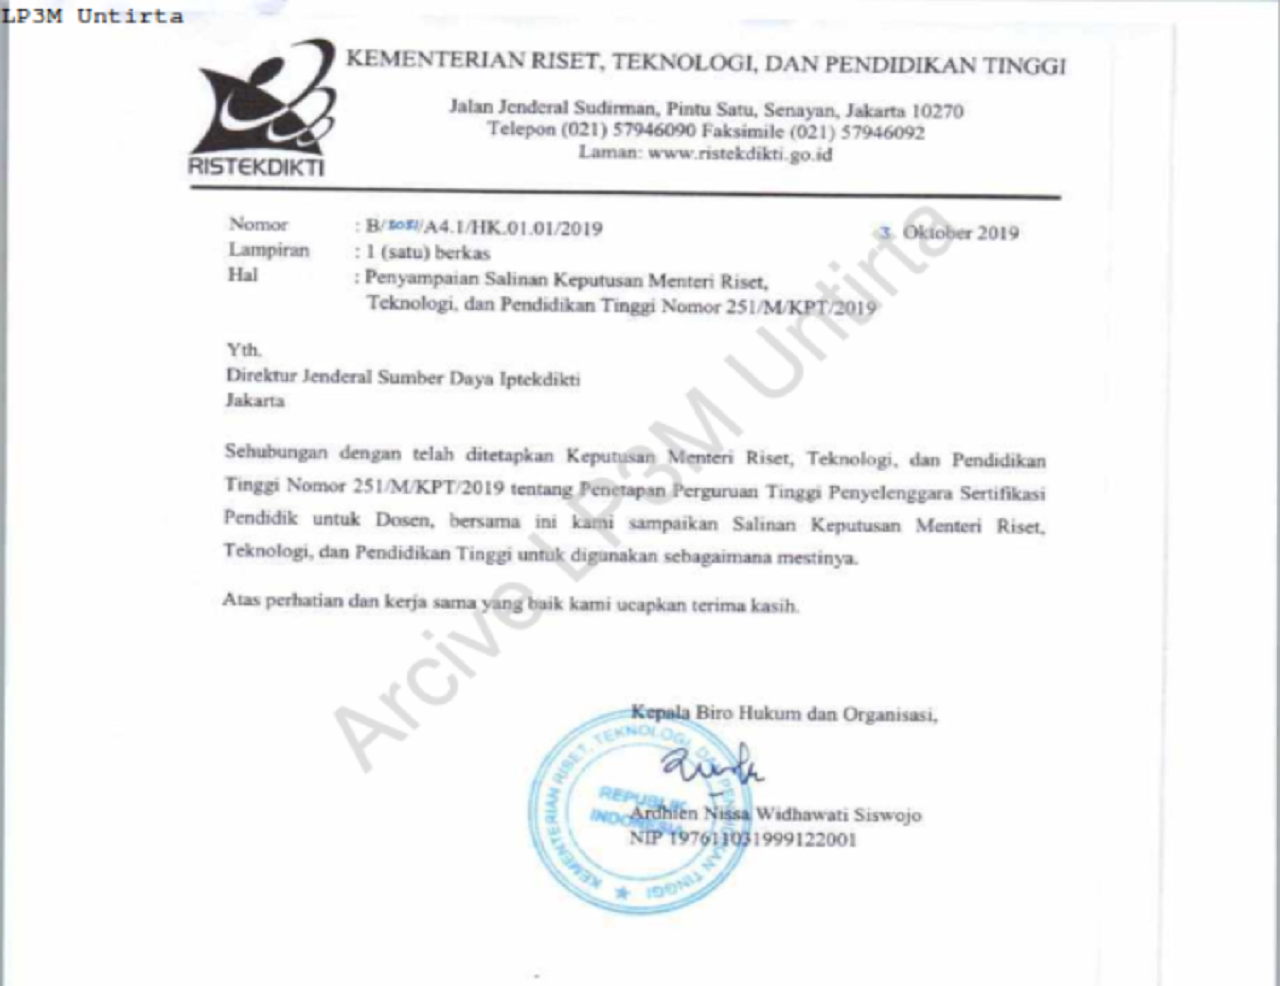 LP3M Untirta
KEMENTERIAN RISET, TEKNOLOGI, DAN PENDIDIKAN TINGGI
Jalan Jenderal Sudirman, Pintu Satu, Senayan, Jakarta 10270
Telepon (021) 57946090 Faksimile (021) 57946092
Laman: www.ristekdikti.go.id
RISTEKDIKTI
Nomor : B/ /A4.1/HK.01.01/2019
3 Oktober 2019
Lampiran : 1 (satu) berkas
Hal : Penyampaian Salinan Keputusan Menteri Riset,
Teknologi, dan Pendidikan Tinggi Nomor 251/M/KPT/2019
Yth.
Direktur Jenderal Sumber Daya Iptekdikti
Jakarta
Sehubungan dengan telah ditetapkan Keputusan Menteri Riset, Teknologi, dan Pendidikan
Tinggi Nomor 251/M/KPT/2019 tentang Penetapan Perguruan Tinggi Penyelenggara Sertifikasi
Pendidik untuk Dosen, bersama ini kami sampaikan Salinan Keputusan Menteri Riset,
Teknologi, dan Pendidikan Tinggi untuk digunakan sebagaimana mestinya.
Atas perhatian dan kerja sama yang baik kami ucapkan terima kasih.
Arcive LP3M Untirta
Kepala Biro Hukum dan Organisasi,
KEMENTERIAN RISET, TEKNOLOGI, DAN PENDIDIKAN TINGGI
REPUBLIK
INDONESIA
Ardhien Nissa Widhawati Siswojo
NIP 197611031999122001